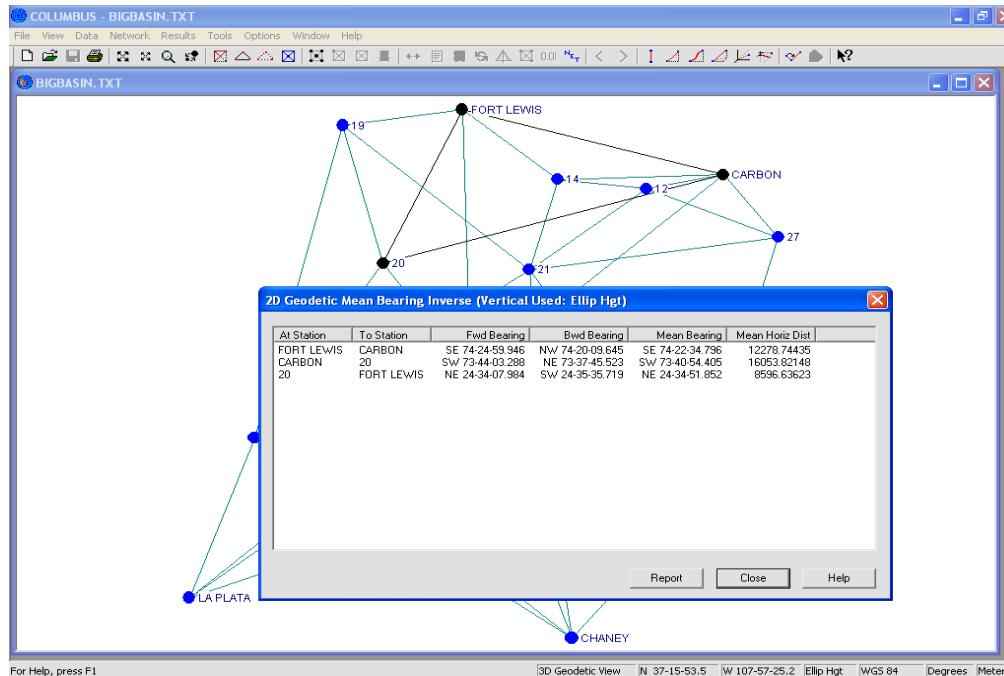 COLUMBUS - BIGBASIN.TXT
File View Data Network Results Tools Options Window Help
0.01 N E T
BIGBASIN.TXT
FORT LEWIS
19
CARBON
14
12
27
20
21
2D Geodetic Mean Bearing Inverse (Vertical Used: Ellip Hgt)
At Station To Station Fwd Bearing Bwd Bearing Mean Bearing Mean Horiz Dist
FORT LEWIS CARBON SE 74-24-59.946 NW 74-20-09.645 SE 74-22-34.796 12278.74435
CARBON 20 SW 73-44-03.288 NE 73-37-45.523 SW 73-40-54.405 16053.82148
20 FORT LEWIS NE 24-34-07.984 SW 24-35-35.719 NE 24-34-51.852 8596.63623
Report Close Help
LA PLATA
CHANEY
For Help, press F1 3D Geodetic View N 37-15-53.5 W 107-57-25.2 Ellip Hgt WGS 84 Degrees Meter